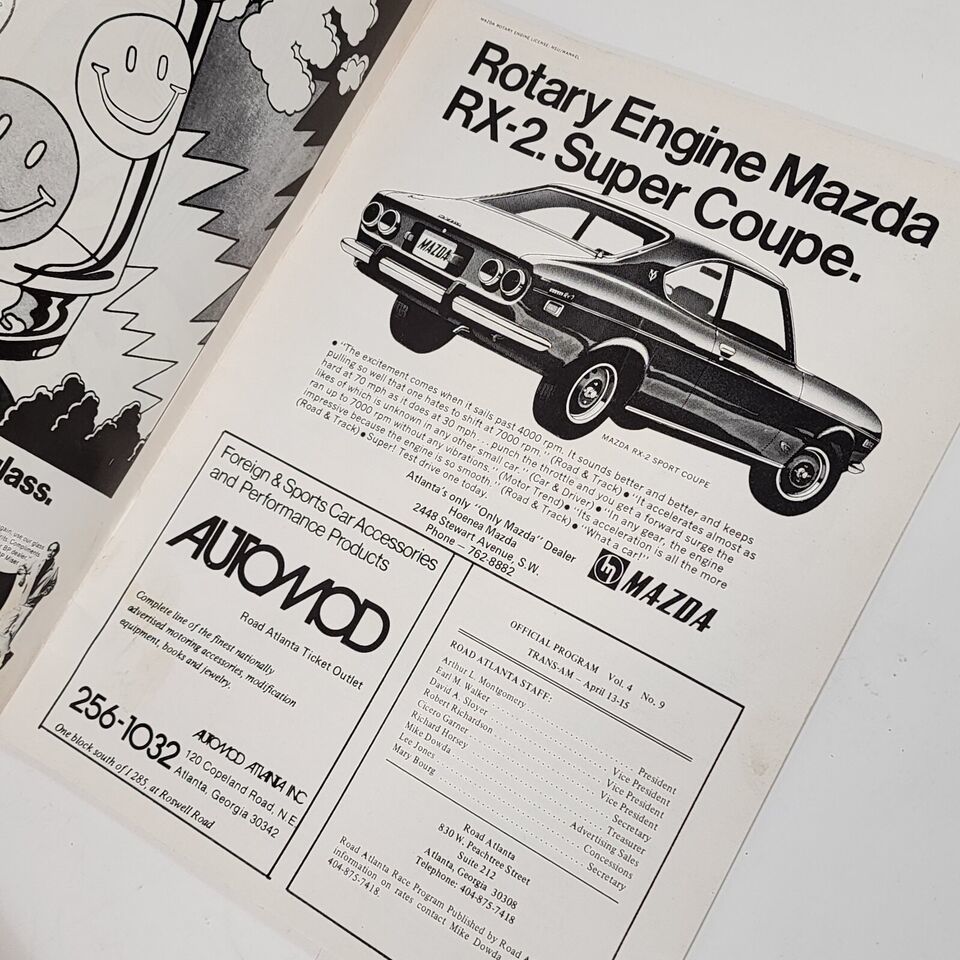 MAZDA ROTARY ENGINE LICENSE: NSU/WANKEL
Rotary Engine Mazda
RX-2. Super Coupe.
MAZDA
MAZDA RX-2 SPORT COUPE
• "The excitement comes when it sails past 4000 rpm. It sounds better and better and keeps
pulling so well that one hates to shift at 7000 rpm." (Road & Track) • "It accelerates almost as
hard at 70 mph as it does at 30 mph . . . punch the throttle and you get a forward surge the
likes of which is unknown in any other small car." (Car & Driver) • "In any gear, the engine
ran up to 7000 rpm without any vibrations." (Motor Trend) • "Its acceleration is all the more
impressive because the engine is so smooth." (Road & Track) • "What a car!",
(Road & Track) • Super! Test drive one today.
Atlanta's only "Only Mazda" Dealer
Hoenea Mazda
2448 Stewart Avenue, S.W.
Phone – 762-8882
MAZDA
glass.
Foreign & Sports Car Accessories
and Performance Products
AUTOMOD
Road Atlanta Ticket Outlet
Complete line of the finest nationally
advertised motoring accessories, modification
equipment, books and jewelry.
256-1032
AUTOMOD ATLANTA INC
120 Copeland Road, N.E.
Atlanta, Georgia 30342
One block south of I 285, at Roswell Road
OFFICIAL PROGRAM Vol. 4 No. 9
TRANS-AM – April 13-15
ROAD ATLANTA STAFF:
Arthur L. Montgomery . . . . . President
Earl M. Walker . . . . . Vice President
David A. Sloyer . . . . . Vice President
Robert Richardson . . . . . Vice President
Cicero Garner . . . . . Secretary
Richard Horsey . . . . . Treasurer
Mike Dowda . . . . . Advertising Sales
Lee Jones . . . . . Concessions
Mary Bourg . . . . . Secretary
Road Atlanta
830 W. Peachtree Street
Suite 212
Atlanta, Georgia 30308
Telephone: 404-875-7418
Road Atlanta Race Program Published by Road
information on rates contact Mike Dowda
404-875-7418.